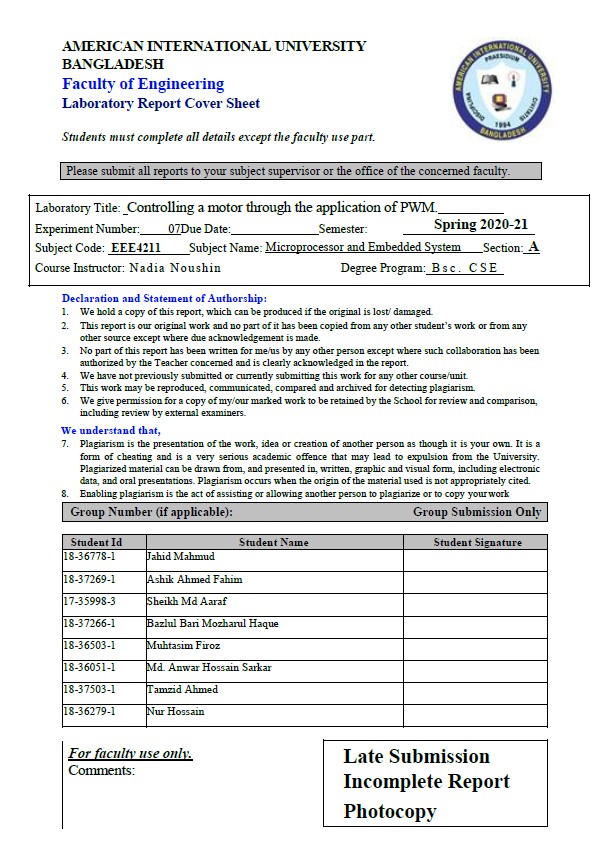 AMERICAN INTERNATIONAL UNIVERSITY
BANGLADESH
Faculty of Engineering
Laboratory Report Cover Sheet
AMERICAN INTERNATIONAL UNIVERSITY
PRAESIDIUM
DISCIPLINA
CIVITATIS
1994
BANGLADESH
Students must complete all details except the faculty use part.
Please submit all reports to your subject supervisor or the office of the concerned faculty.
Laboratory Title: _Controlling a motor through the application of PWM.__________
Experiment Number:_____07Due Date:_______________ Semester: Spring 2020-21
Subject Code: EEE4211 Subject Name: Microprocessor and Embedded System Section: A
Course Instructor: Nadia Noushin Degree Program: Bsc. CSE
Declaration and Statement of Authorship:
1. We hold a copy of this report, which can be produced if the original is lost/ damaged.
2. This report is our original work and no part of it has been copied from any other student’s work or from any
other source except where due acknowledgement is made.
3. No part of this report has been written for me/us by any other person except where such collaboration has been
authorized by the Teacher concerned and is clearly acknowledged in the report.
4. We have not previously submitted or currently submitting this work for any other course/unit.
5. This work may be reproduced, communicated, compared and archived for detecting plagiarism.
6. We give permission for a copy of my/our marked work to be retained by the School for review and comparison,
including review by external examiners.
We understand that,
7. Plagiarism is the presentation of the work, idea or creation of another person as though it is your own. It is a
form of cheating and is a very serious academic offence that may lead to expulsion from the University.
Plagiarized material can be drawn from, and presented in, written, graphic and visual form, including electronic
data, and oral presentations. Plagiarism occurs when the origin of the material used is not appropriately cited.
8. Enabling plagiarism is the act of assisting or allowing another person to plagiarize or to copy your work
Group Number (if applicable): Group Submission Only
Student Id Student Name Student Signature
18-36778-1 Jahid Mahmud
18-37269-1 Ashik Ahmed Fahim
17-35998-3 Sheikh Md Aaraf
18-37266-1 Bazlul Bari Mozharul Haque
18-36503-1 Muhtasim Firoz
18-36051-1 Md. Anwar Hossain Sarkar
18-37503-1 Tamzid Ahmed
18-36279-1 Nur Hossain
For faculty use only.
Comments:
Late Submission
Incomplete Report
Photocopy